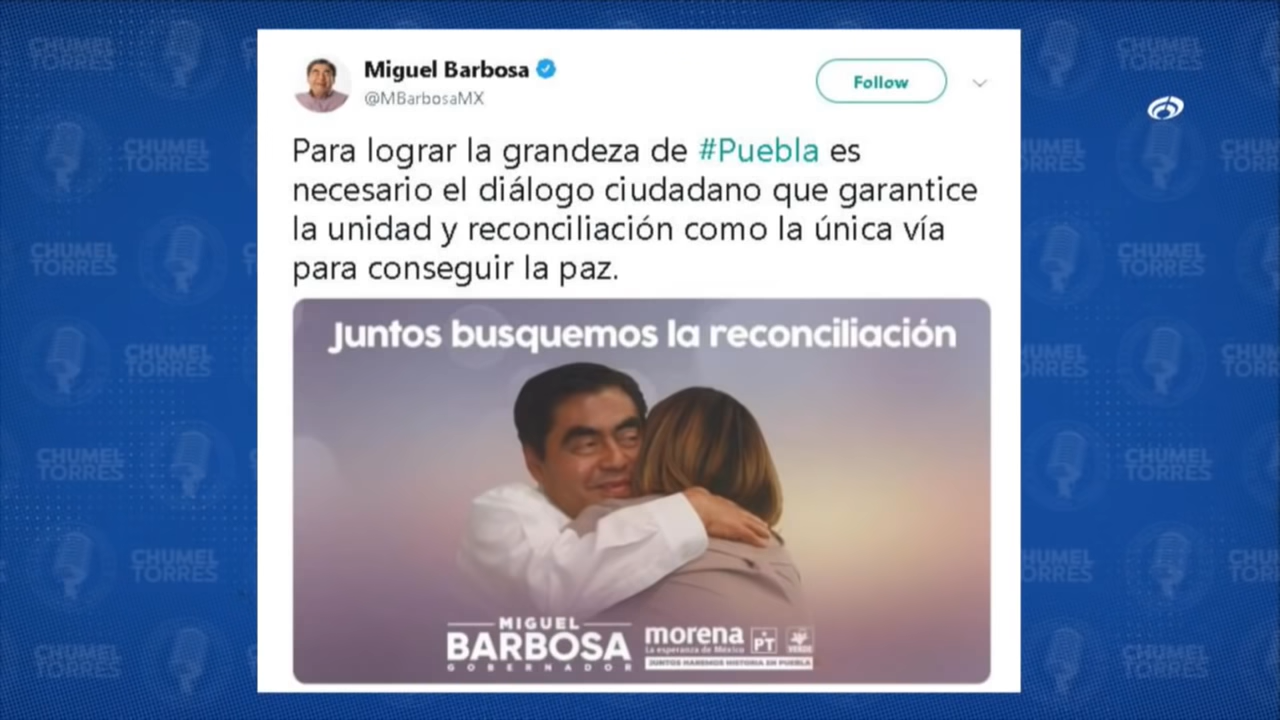 Miguel Barbosa
Follow
@MBarbosaMX
Para lograr la grandeza de #Puebla es
necesario el diálogo ciudadano que garantice
la unidad y reconciliación como la única vía
para conseguir la paz.
Juntos busquemos la reconciliación
MIGUEL
BARBOSA
GOBERNADOR
morena
La esperanza de México
PT
VERDE
JUNTOS HAREMOS HISTORIA EN PUEBLA
CHUMEL
TORRES